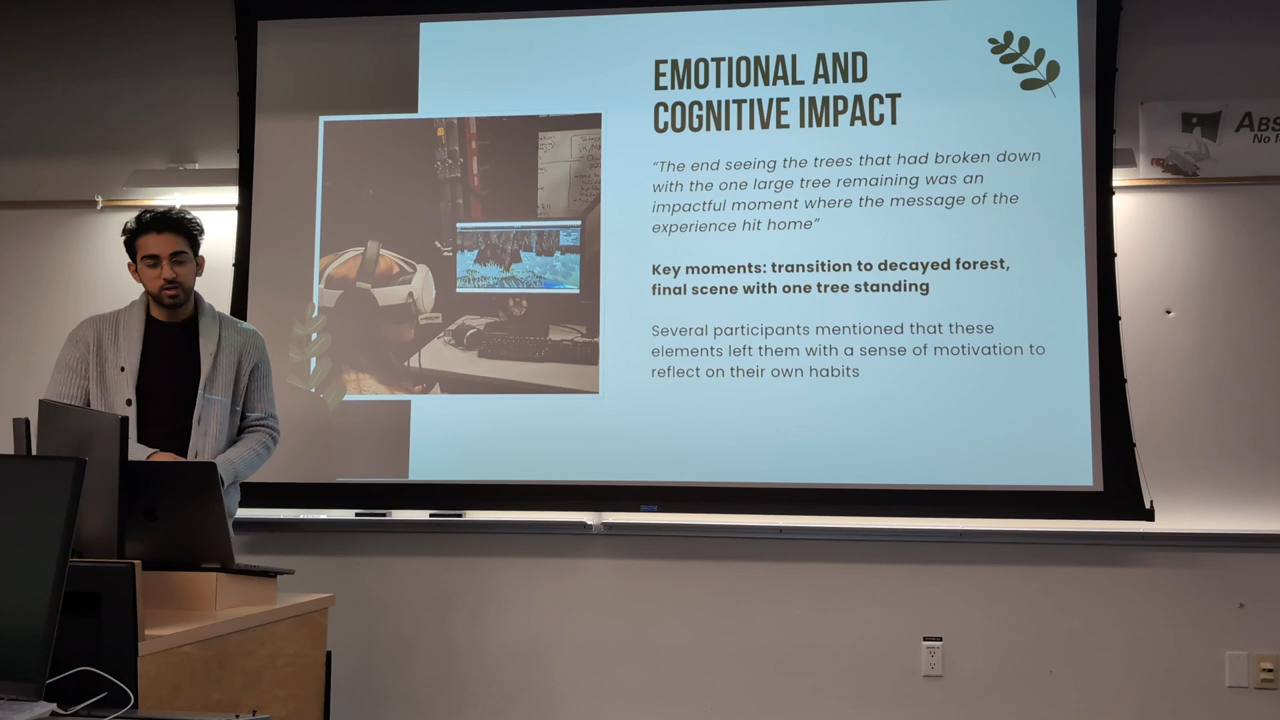 EMOTIONAL AND
COGNITIVE IMPACT
“The end seeing the trees that had broken down
with the one large tree remaining was an
impactful moment where the message of the
experience hit home”
Key moments: transition to decayed forest,
final scene with one tree standing
Several participants mentioned that these
elements left them with a sense of motivation to
reflect on their own habits
No